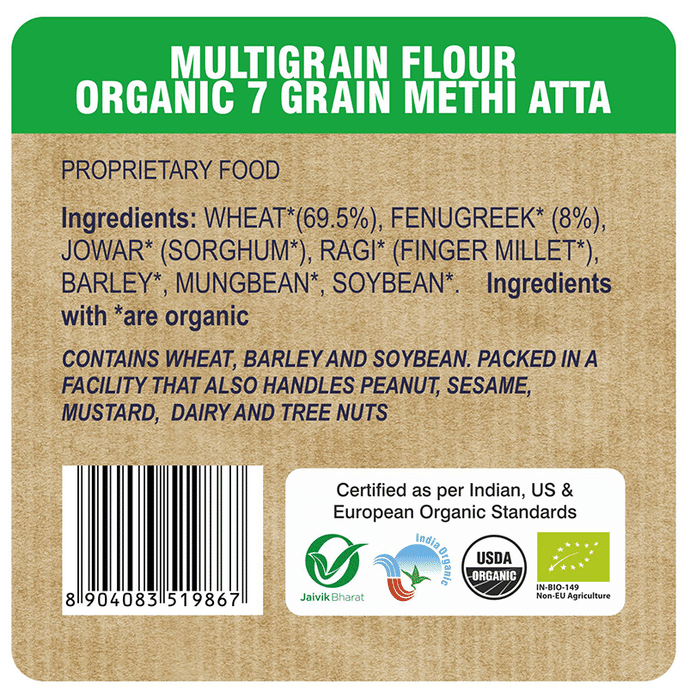 MULTIGRAIN FLOUR
ORGANIC 7 GRAIN METHI ATTA
PROPRIETARY FOOD
Ingredients: WHEAT*(69.5%), FENUGREEK* (8%),
JOWAR* (SORGHUM*), RAGI* (FINGER MILLET*),
BARLEY*, MUNGBEAN*, SOYBEAN*. Ingredients
with *are organic
CONTAINS WHEAT, BARLEY AND SOYBEAN. PACKED IN A
FACILITY THAT ALSO HANDLES PEANUT, SESAME,
MUSTARD, DAIRY AND TREE NUTS
8 904083 519867
Certified as per Indian, US &
European Organic Standards
Jaivik Bharat
India Organic
USDA
ORGANIC
IN-BIO-149
Non-EU Agriculture